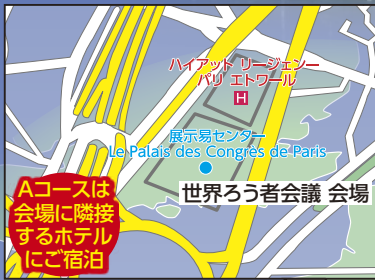 ハイアット リージェンー
パリ エトワール
H
展示易センター
Le Palais des Congrès de Paris
世界ろう者会議 会場
Aコースは
会場に隣接
するホテル
にご宿泊